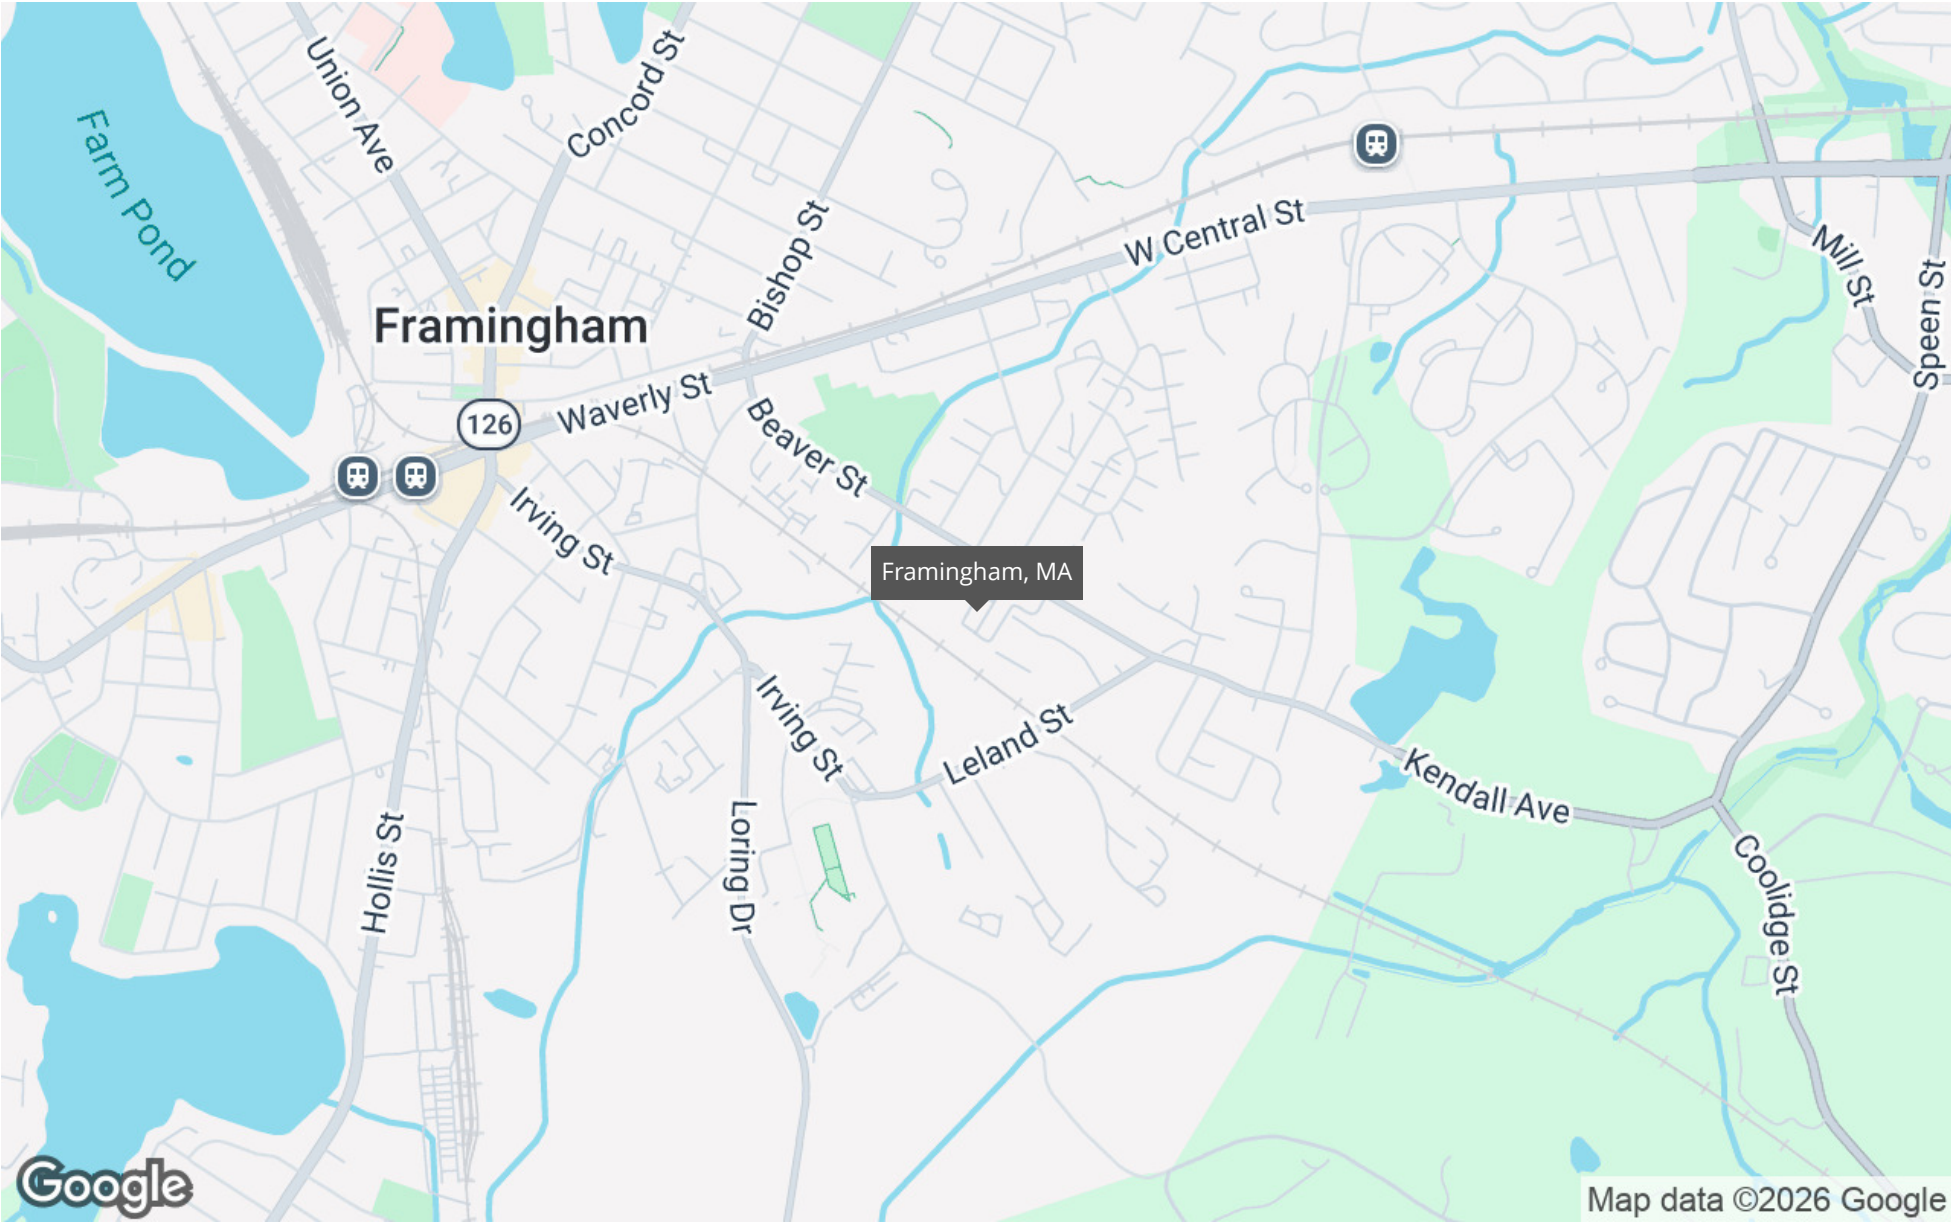 Union Ave
Concord St
Farm Pond
Bishop St
W Central St
Mill St
Speen St
Framingham
Waverly St
126
Beaver St
Irving St
Framingham, MA
Irving St
Leland St
Kendall Ave
Hollis St
Loring Dr
Coolidge St
Google
Map data ©2026 Google